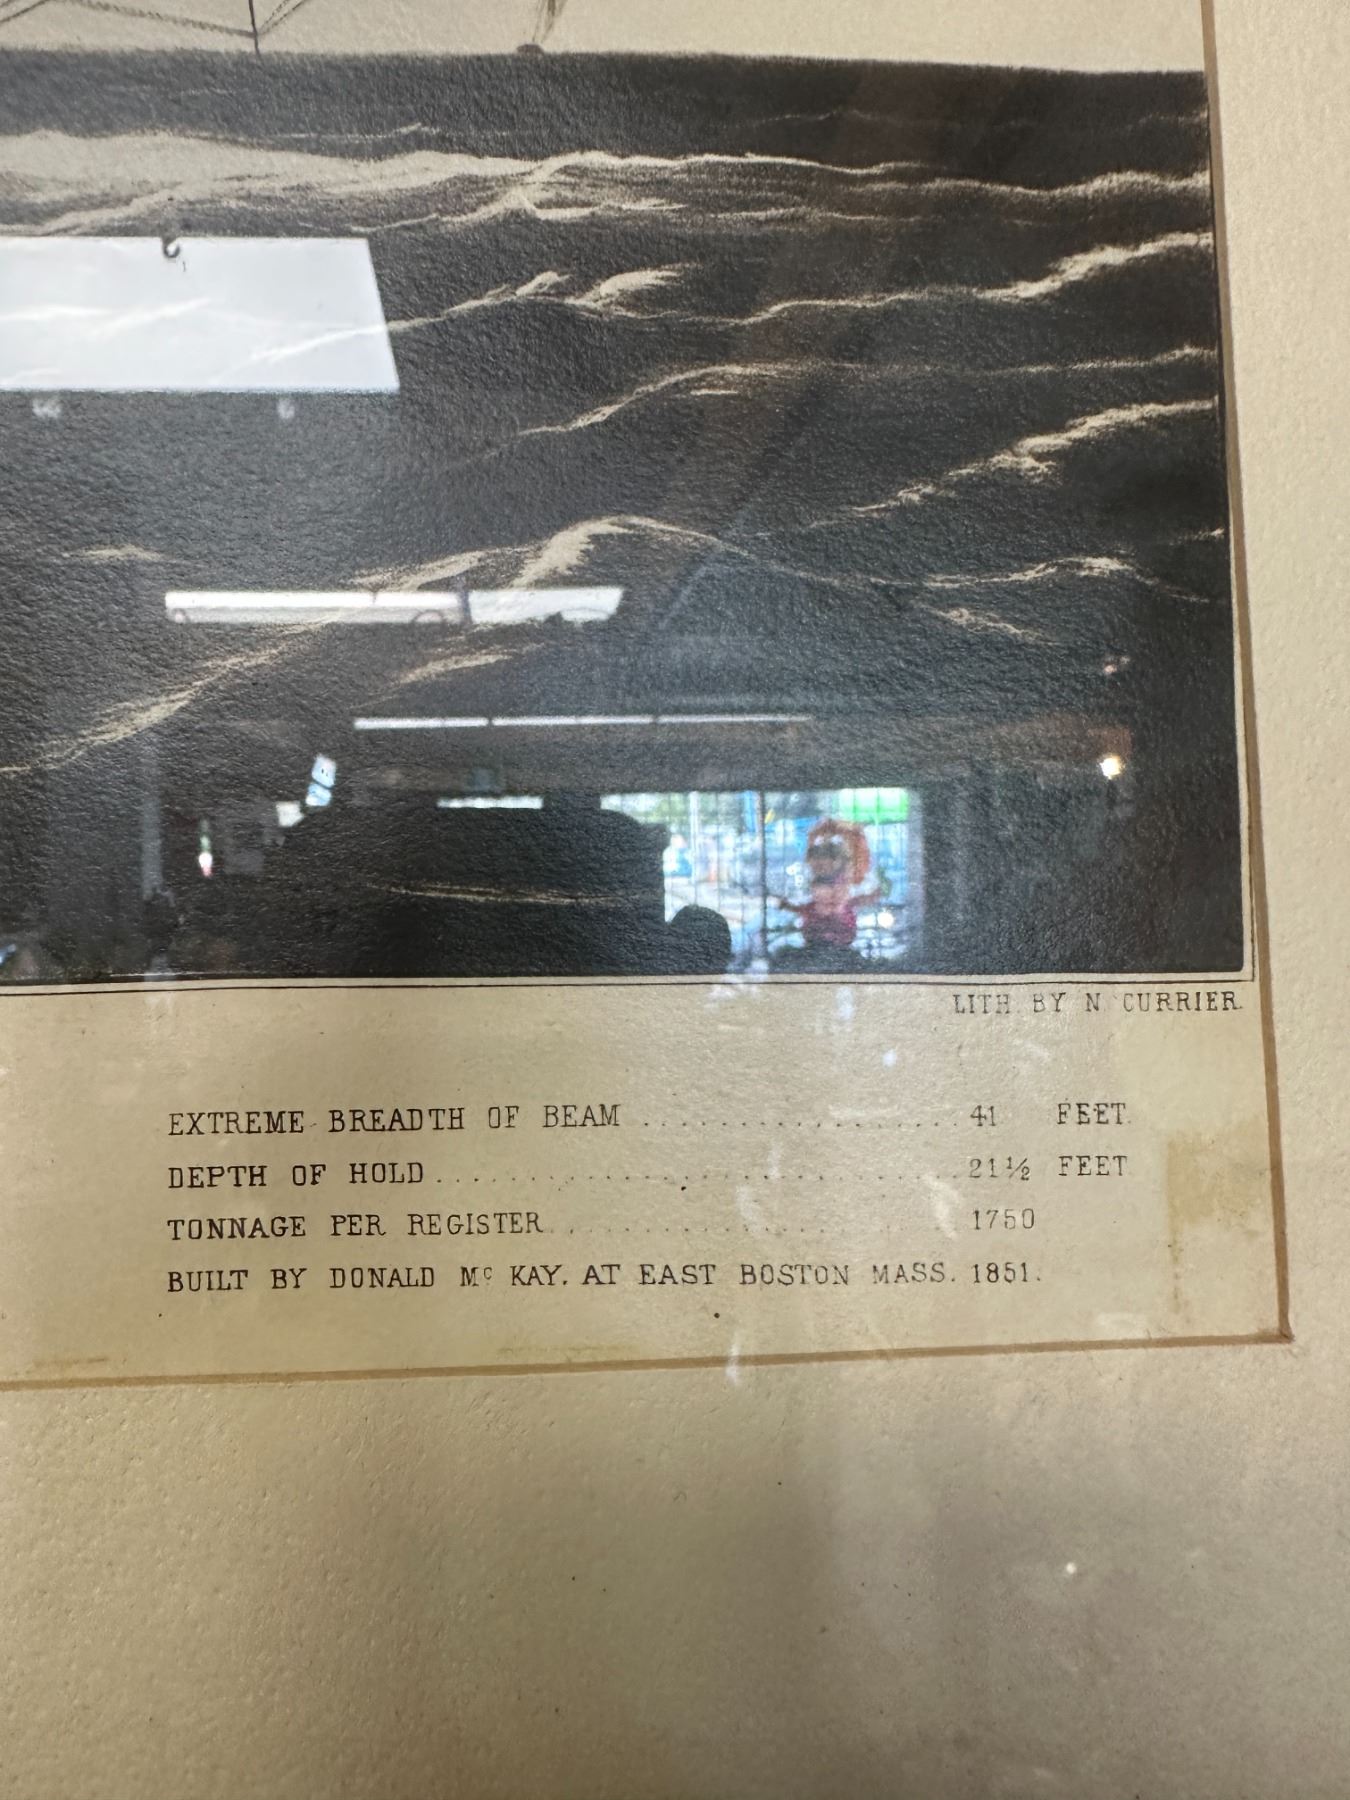 LITH. BY N. CURRIER.
EXTREME BREADTH OF BEAM .................. 41 FEET.
DEPTH OF HOLD ............................ 21½ FEET
TONNAGE PER REGISTER ..................... 1750
BUILT BY DONALD Mc KAY. AT EAST BOSTON MASS. 1851.